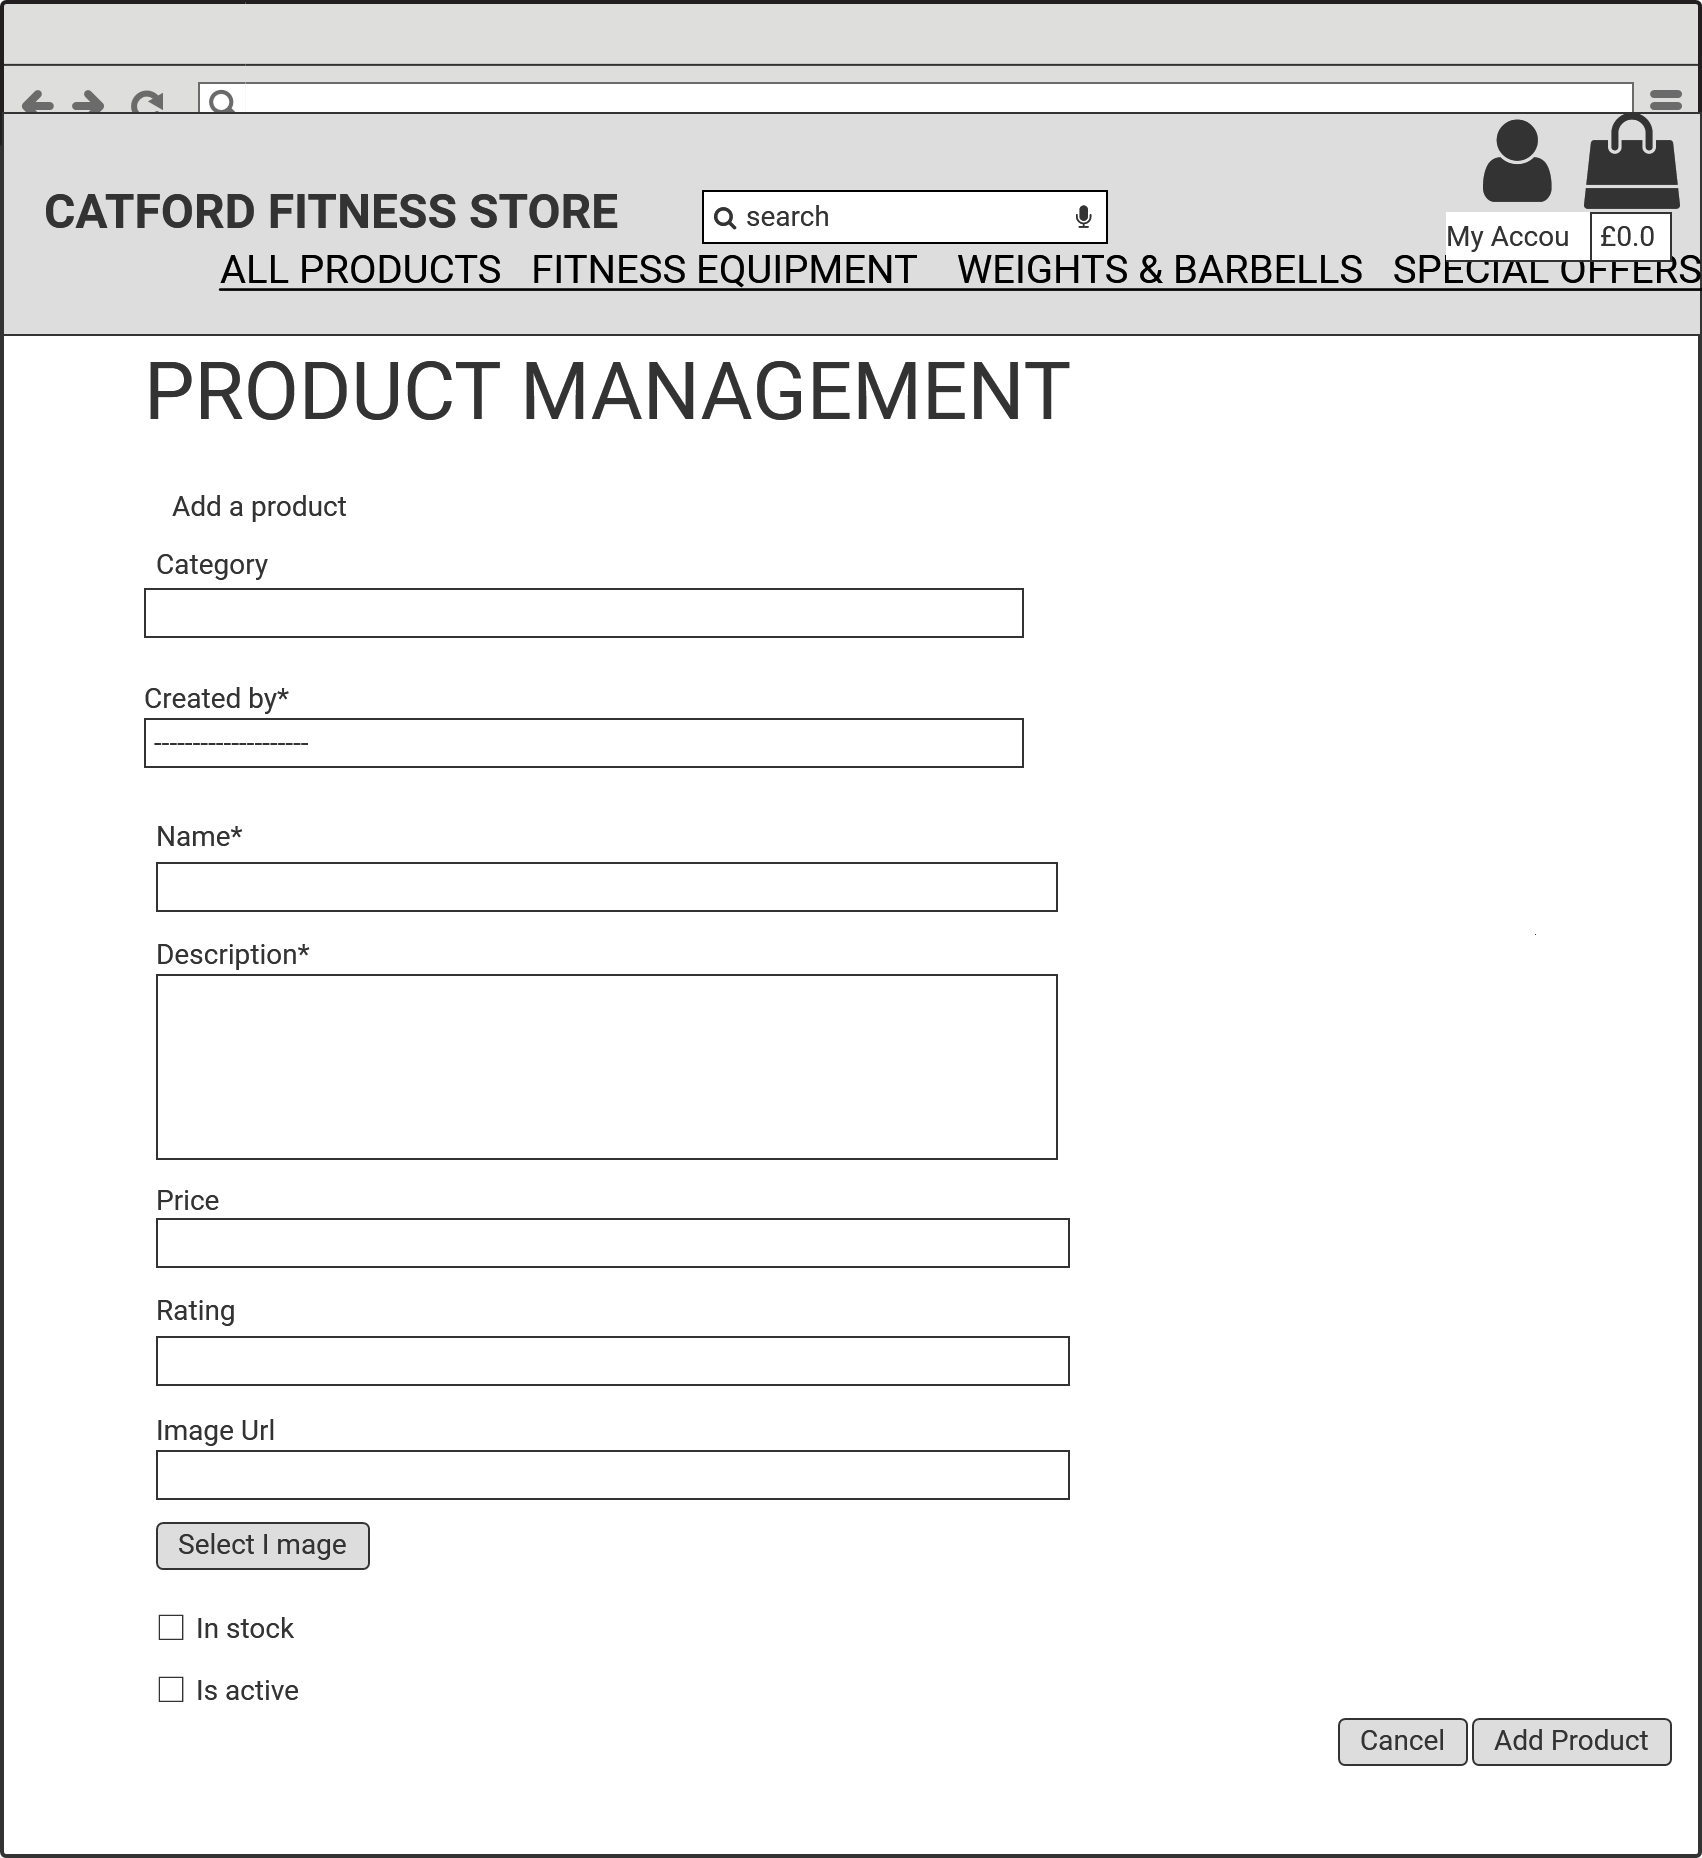 CATFORD FITNESS STORE
search
My Accou
£0.0
ALL PRODUCTS FITNESS EQUIPMENT WEIGHTS & BARBELLS SPECIAL OFFERS
PRODUCT MANAGEMENT
Add a product
Category
Created by*
--------------------
Name*
Description*
Price
Rating
Image Url
Select I mage
In stock
Is active
Cancel
Add Product